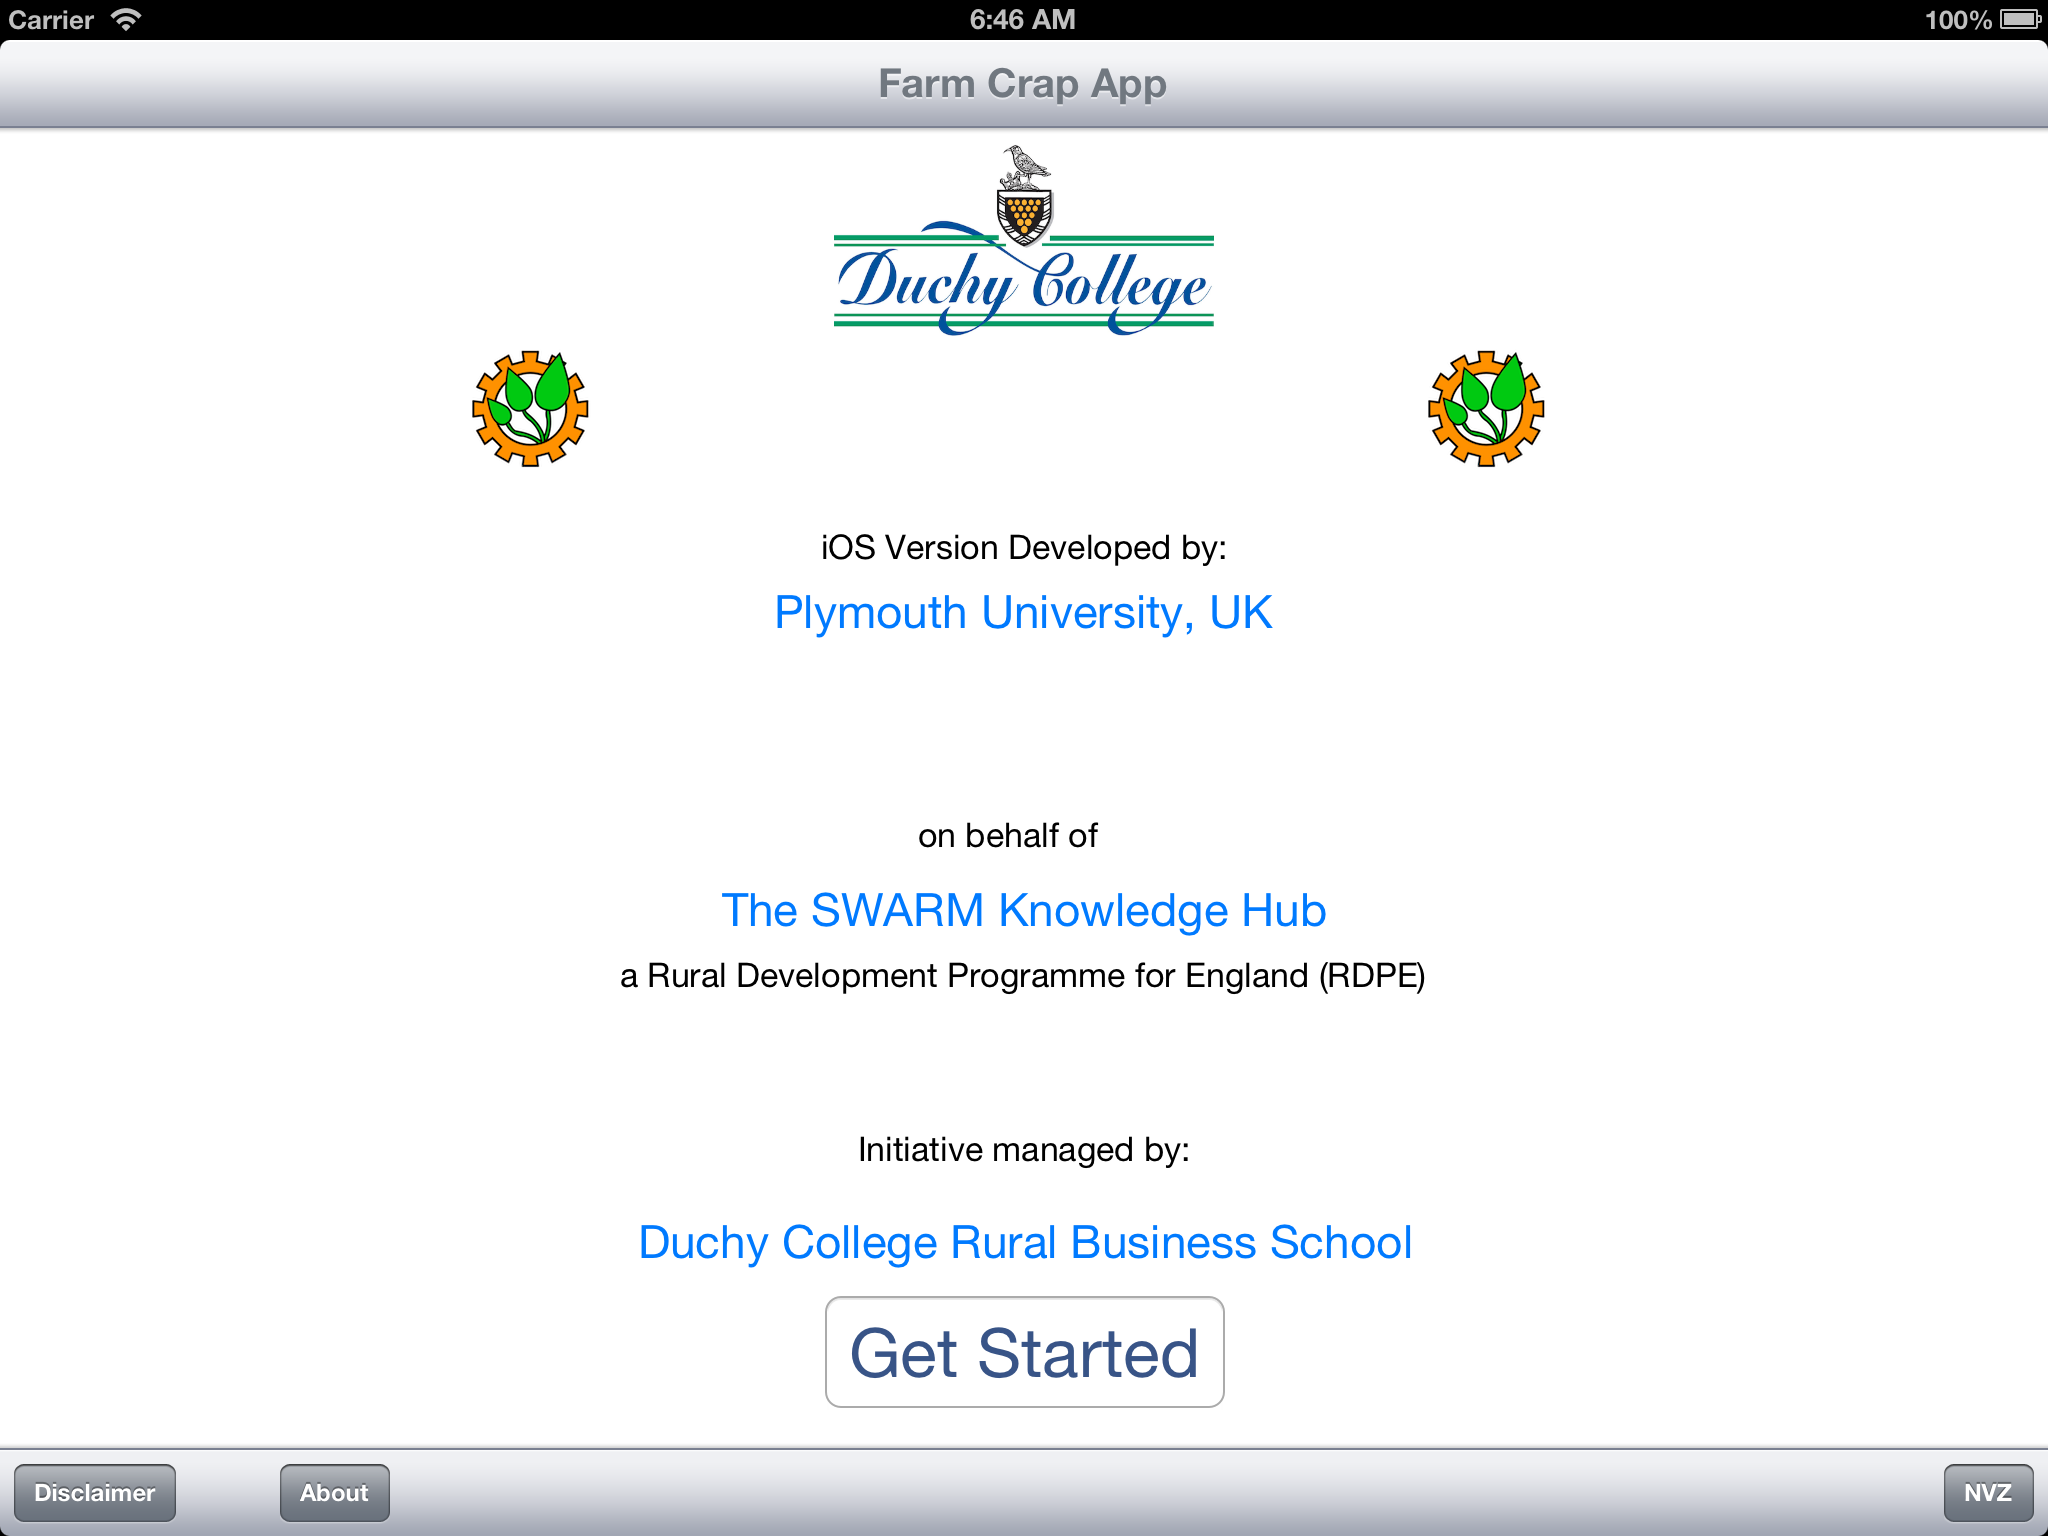 Carrier 6:46 AM 100%
Farm Crap App
Duchy College
iOS Version Developed by:
Plymouth University, UK
on behalf of
The SWARM Knowledge Hub
a Rural Development Programme for England (RDPE)
Initiative managed by:
Duchy College Rural Business School
Get Started
Disclaimer About NVZ